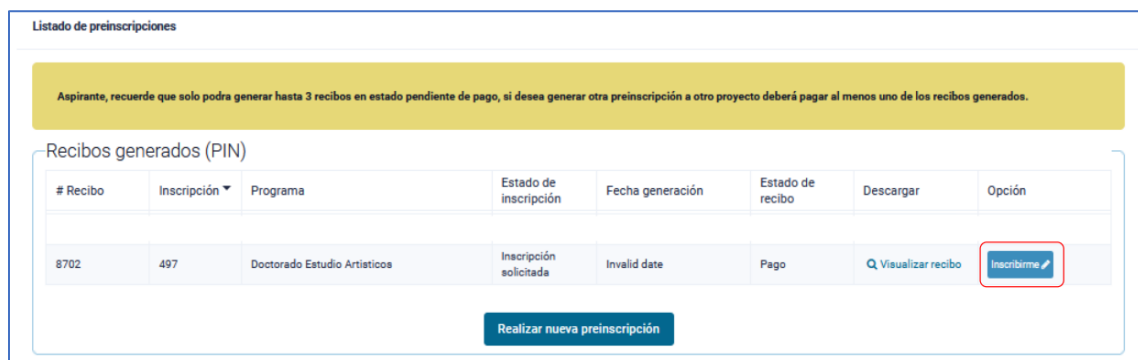 Listado de preinscripciones
Aspirante, recuerde que solo podra generar hasta 3 recibos en estado pendiente de pago, si desea generar otra preinscripción a otro proyecto deberá pagar al menos uno de los recibos generados.
Recibos generados (PIN)
# Recibo Inscripción Programa Estado de inscripción Fecha generación Estado de recibo Descargar Opción
8702 497 Doctorado Estudio Artisticos Inscripción solicitada Invalid date Pago Visualizar recibo Inscribirme
Realizar nueva preinscripción